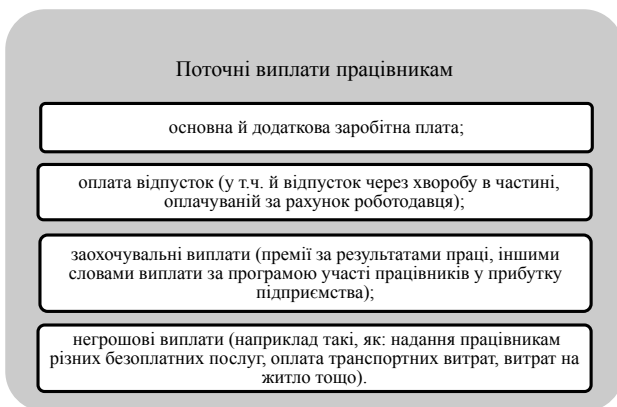 Поточні виплати працівникам
основна й додаткова заробітна плата;
оплата відпусток (у т.ч. й відпусток через хворобу в частині,
оплачуваній за рахунок роботодавця);
заохочувальні виплати (премії за результатами праці, іншими
словами виплати за програмою участі працівників у прибутку
підприємства);
негрошові виплати (наприклад такі, як: надання працівникам
різних безоплатних послуг, оплата транспортних витрат, витрат на
житло тощо).